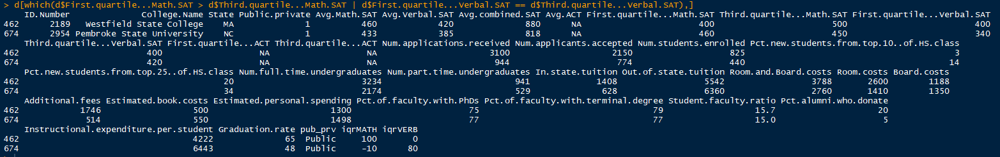 > d[which(d$First.quartile...Math.SAT > d$Third.quartile...Math.SAT | d$First.quartile...Verbal.SAT == d$Third.quartile...Verbal.SAT),]
ID.Number College.Name State Public.private Avg.Math.SAT Avg.Verbal.SAT Avg.combined.SAT Avg.ACT First.quartile...Math.SAT Third.quartile...Math.SAT First.quartile...Verbal.SAT
462 2189 Westfield State College MA 1 460 420 880 NA 400 500 400
674 2954 Pembroke State University NC 1 433 385 818 NA 460 450 340
Third.quartile...Verbal.SAT First.quartile...ACT Third.quartile...ACT Num.applications.received Num.applicants.accepted Num.students.enrolled Pct.new.students.from.top.10..of.HS.class
462 400 NA NA 3100 2150 825 3
674 420 NA NA 944 774 440 14
Pct.new.students.from.top.25..of.HS.class Num.full.time.undergraduates Num.part.time.undergraduates In.state.tuition Out.of.state.tuition Room.and.Board.costs Room.costs Board.costs
462 20 3234 941 1408 5542 3788 2600 1188
674 34 2174 529 628 6360 2760 1410 1350
Additional.fees Estimated.book.costs Estimated.personal.spending Pct.of.faculty.with.PhDs Pct.of.faculty.with.terminal.degree Student.faculty.ratio Pct.alumni.who.donate
462 1746 500 1300 75 79 15.7 20
674 514 550 1498 77 77 15.0 5
Instructional.expenditure.per.student Graduation.rate pub_prv iqrMATH iqrVERB
462 4222 65 Public 100 0
674 6443 48 Public -10 80